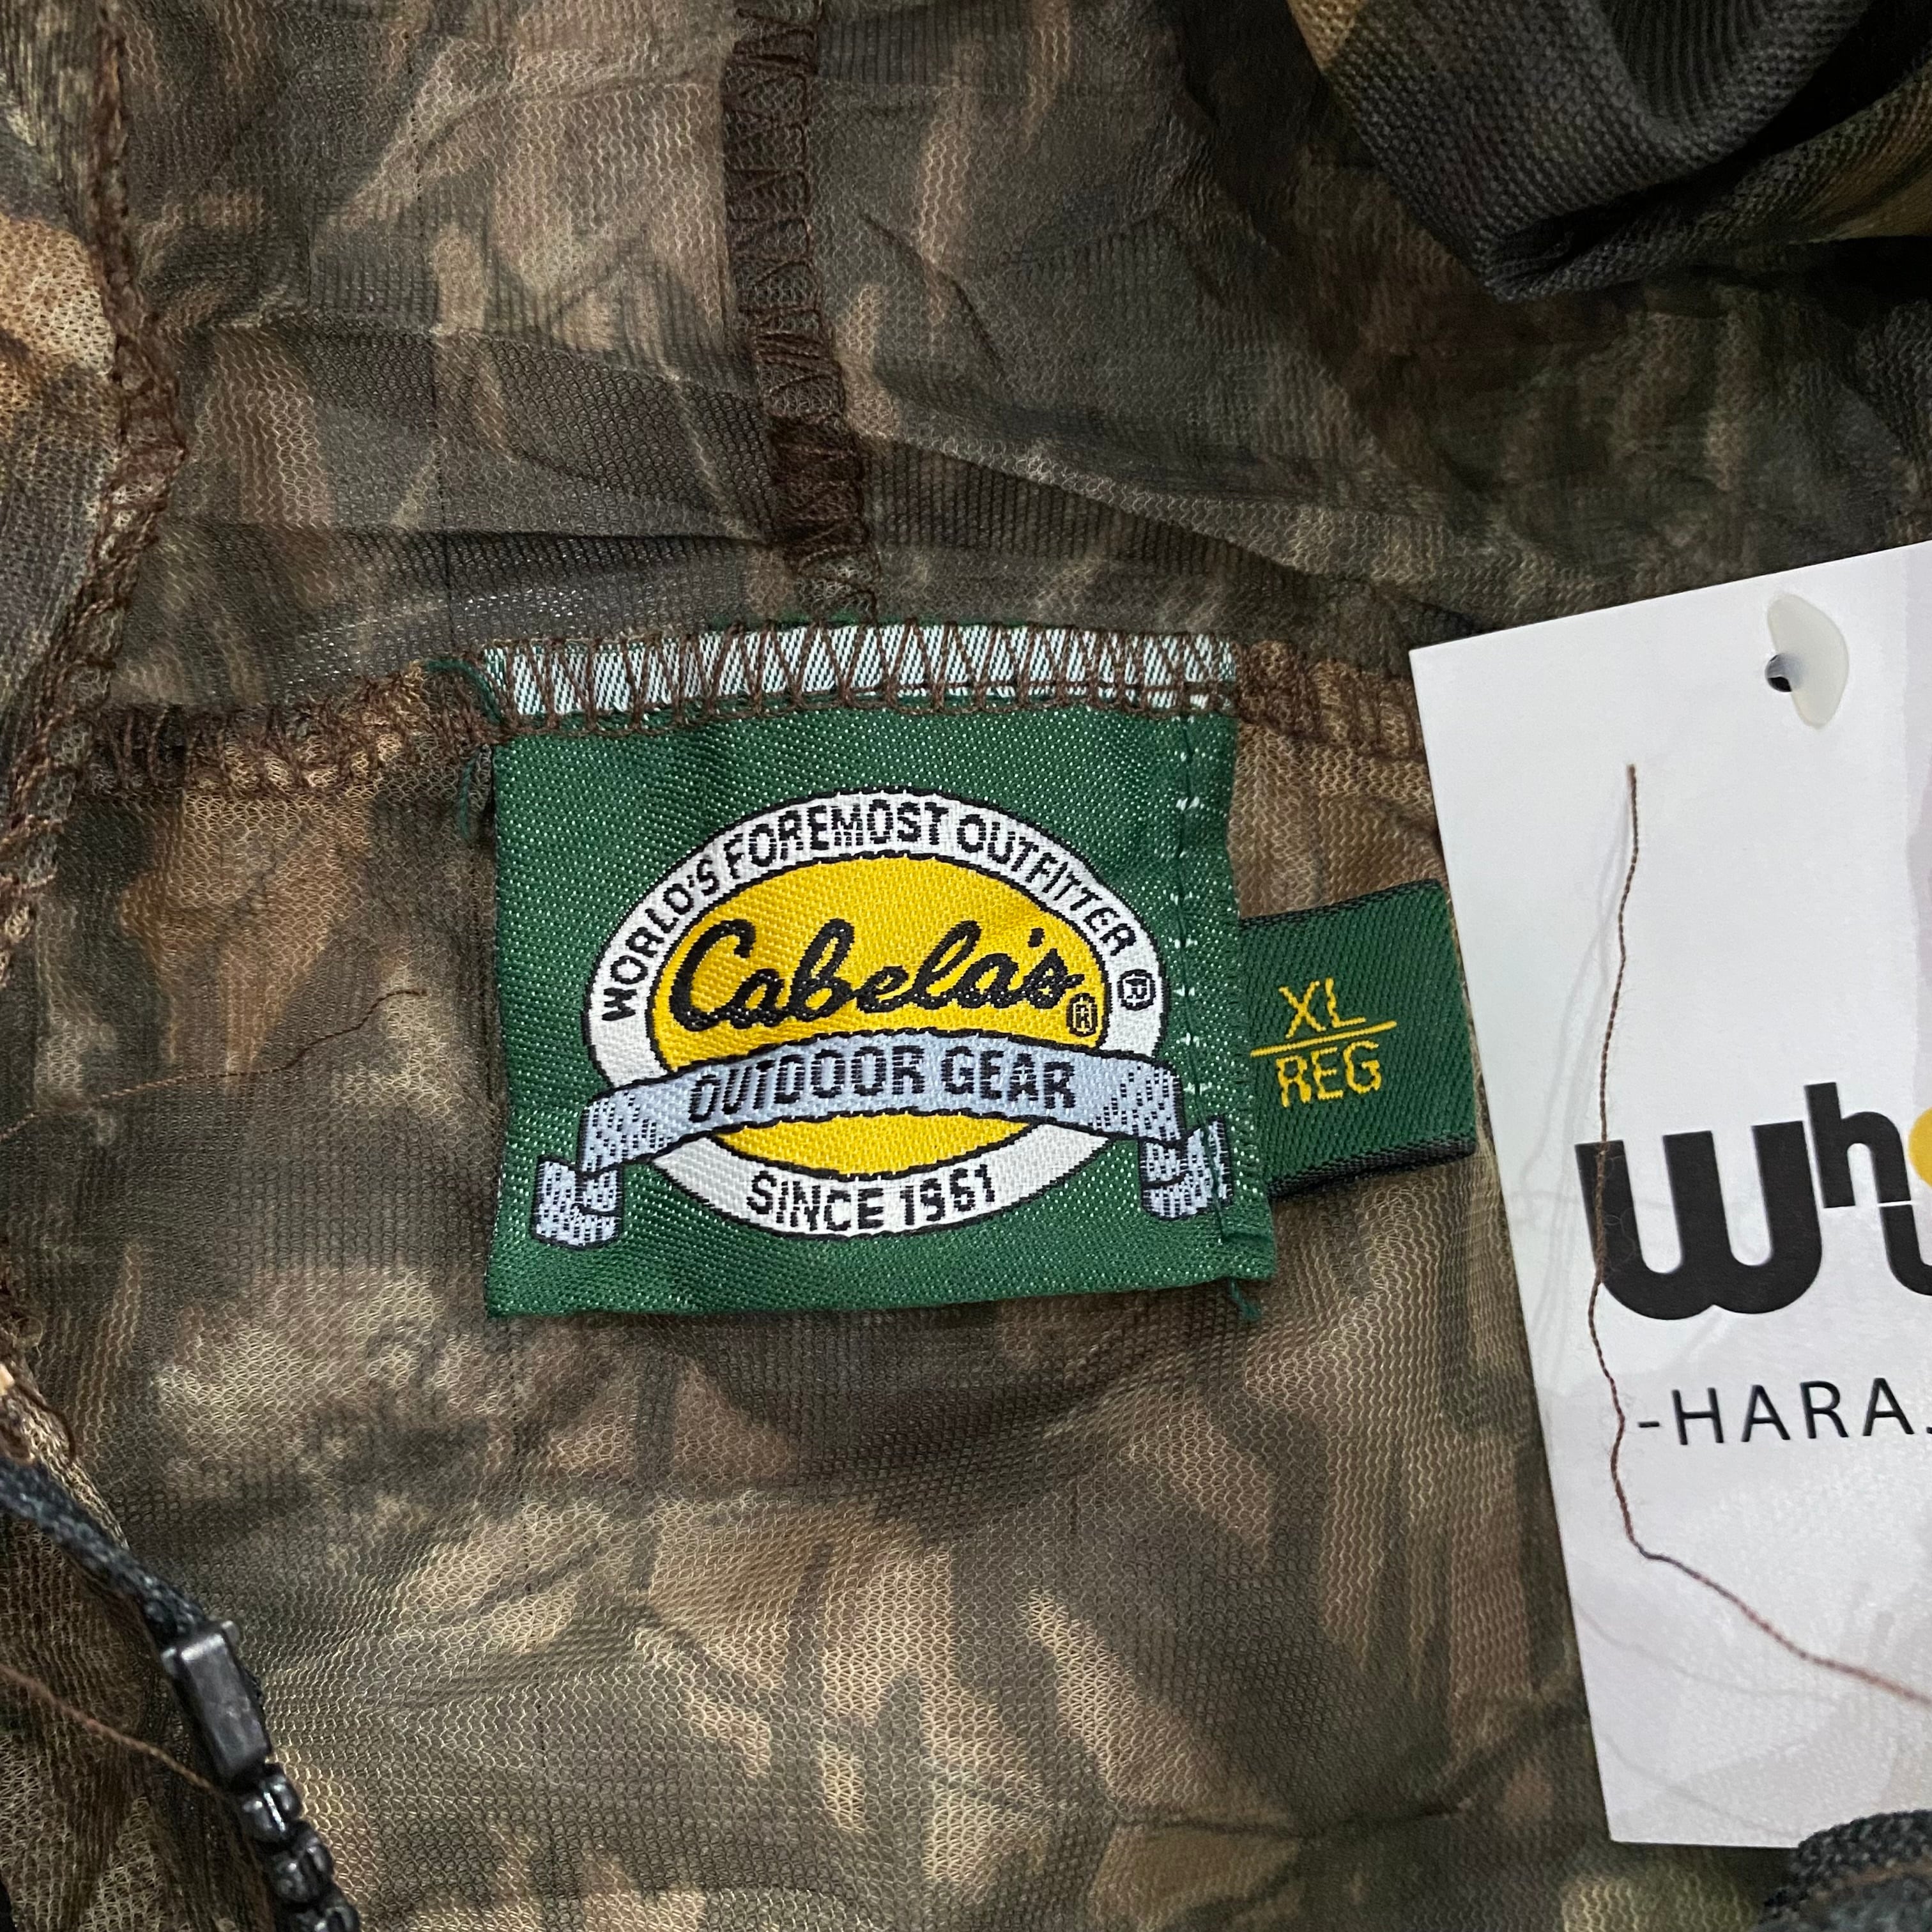 WORLD'S FOREMOST OUTFITTER ®
Cabela's®
OUTDOOR GEAR
SINCE 1961
XL
REG
-HARA